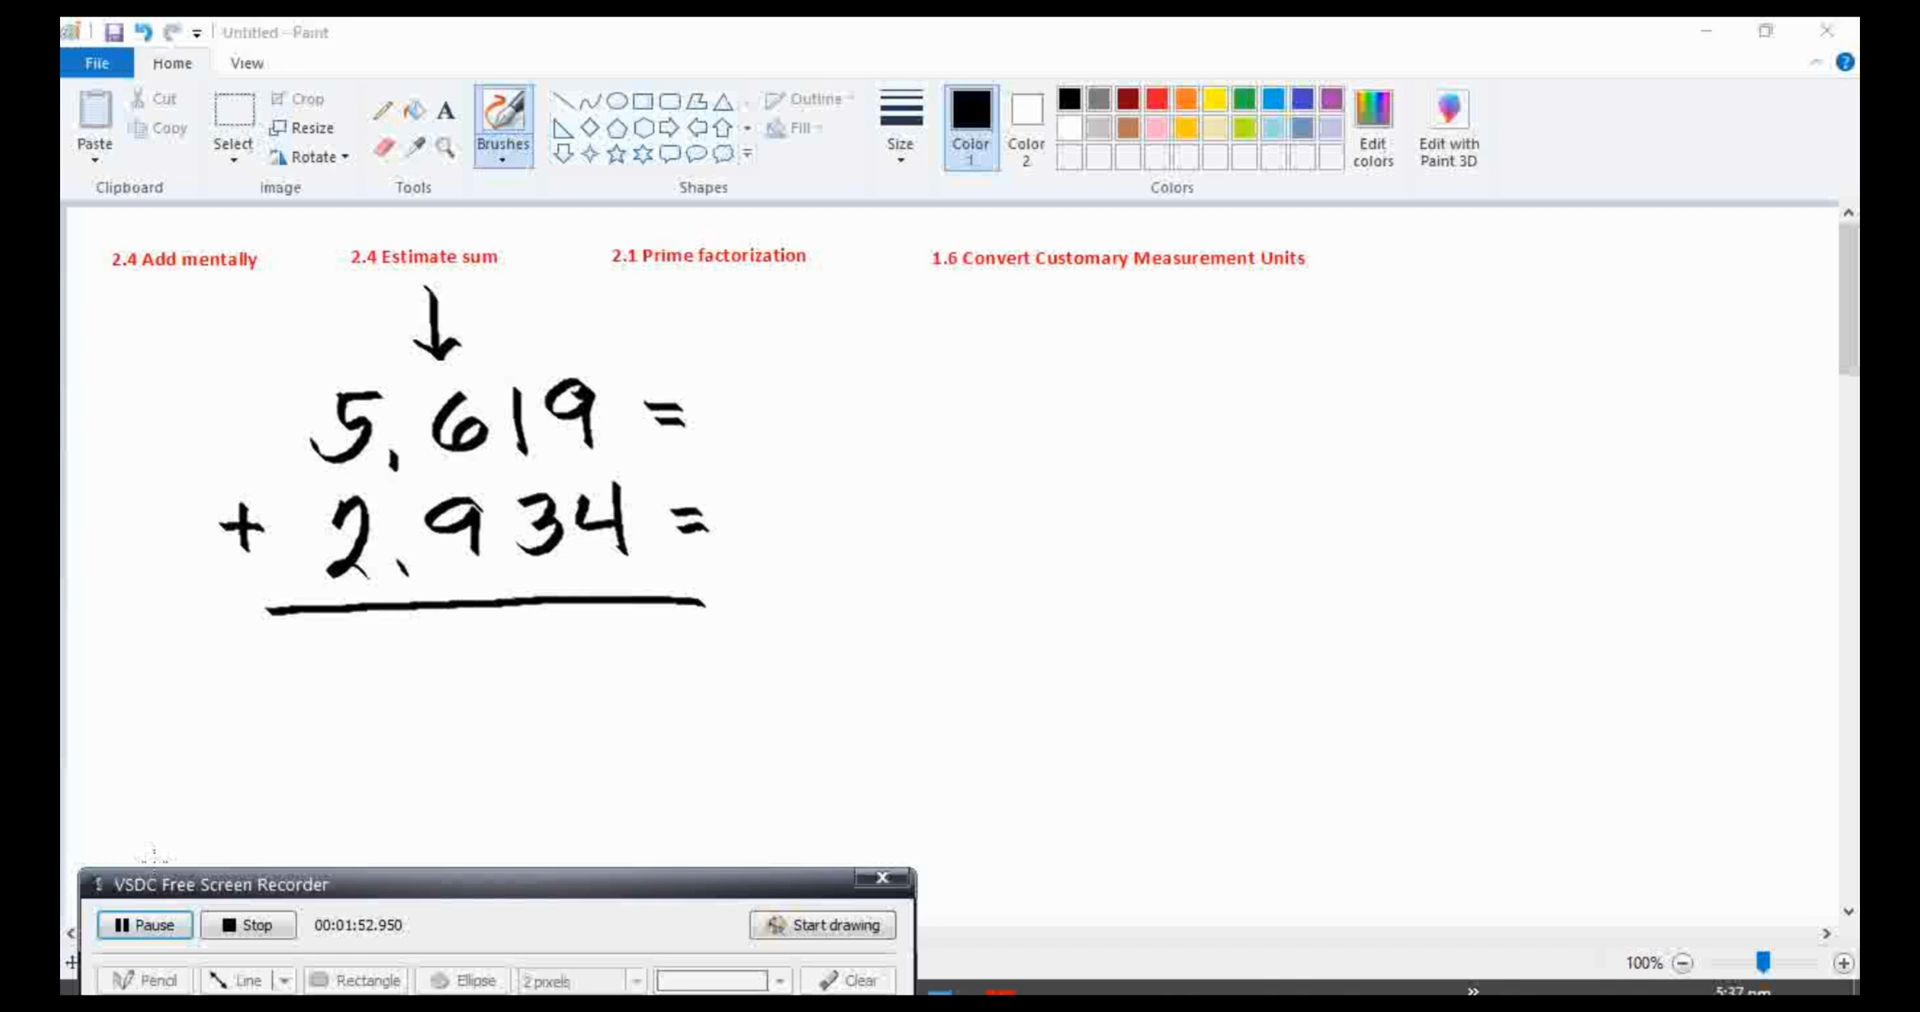 Untitled - Paint
File Home View
Paste
Cut
Copy
Clipboard
Select
Crop
Resize
Rotate
Image
A
Tools
Brushes
Outline
Fill
Shapes
Size
Color 1
Color 2
Colors
Edit colors
Edit with Paint 3D
2.4 Add mentally 2.4 Estimate sum 2.1 Prime factorization 1.6 Convert Customary Measurement Units
5,619 =
+ 2,934 =
VSDC Free Screen Recorder
Pause Stop 00:01:52.950 Start drawing
Pencil Line Rectangle Ellipse 2 pixels Clear
100%
5:37 pm